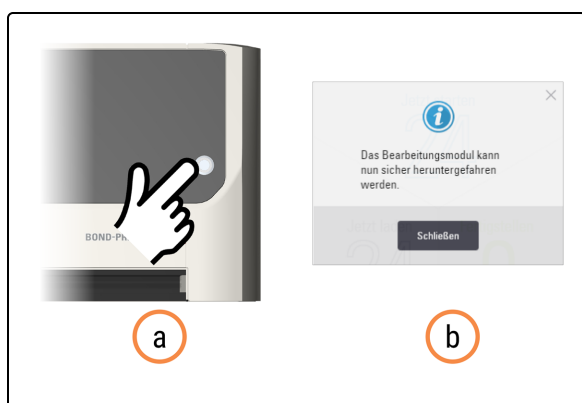 BOND-PR
Das Bearbeitungsmodul kann
nun sicher heruntergefahren
werden.
Schließen
a
b